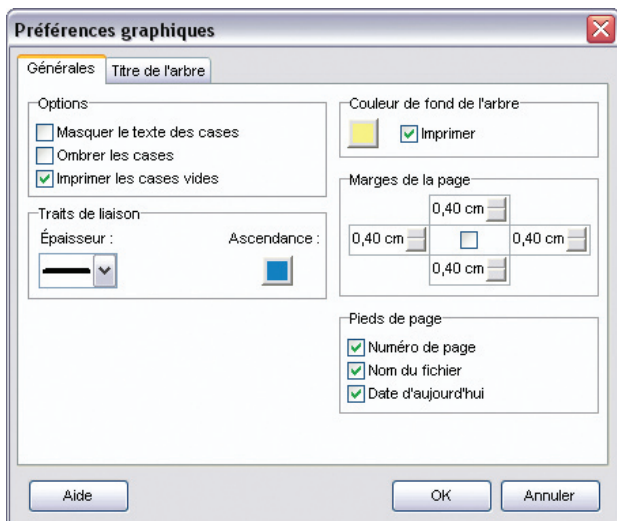 Préférences graphiques
Générales
Titre de l'arbre
Options
Masquer le texte des cases
Ombrer les cases
Imprimer les cases vides
Traits de liaison
Épaisseur :
Ascendance :
Couleur de fond de l'arbre
Imprimer
Marges de la page
0,40 cm
0,40 cm
0,40 cm
0,40 cm
Pieds de page
Numéro de page
Nom du fichier
Date d'aujourd'hui
Aide
OK
Annuler